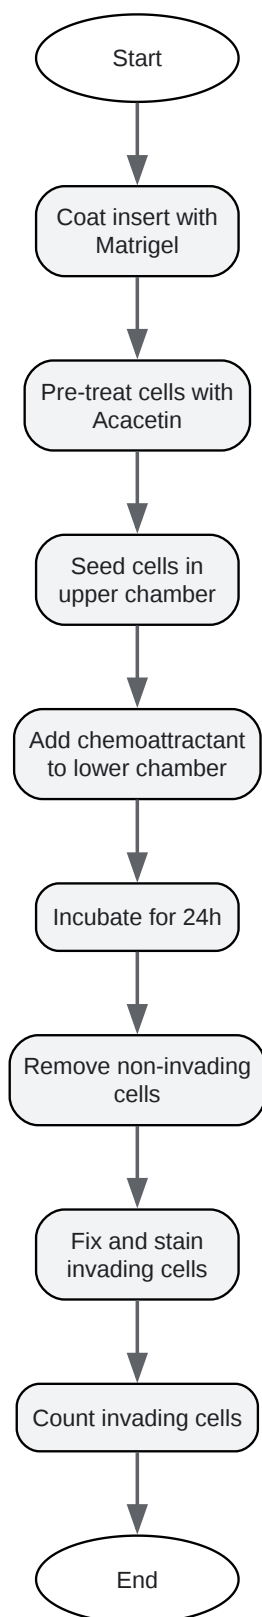 Start
Coat insert with
Matrigel
Pre-treat cells with
Acacetin
Seed cells in
upper chamber
Add chemoattractant
to lower chamber
Incubate for 24h
Remove non-invading
cells
Fix and stain
invading cells
Count invading cells
End